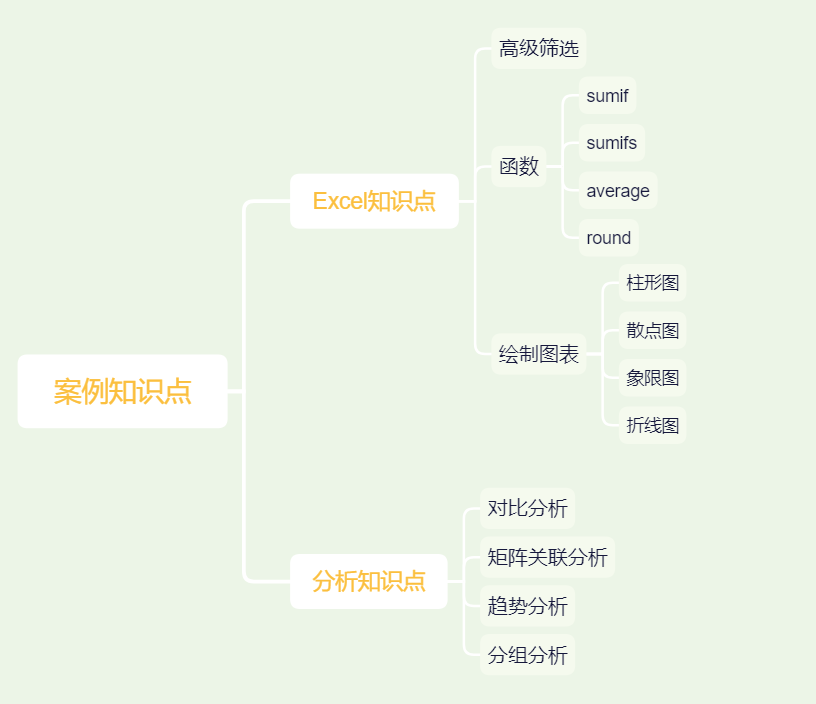 案例知识点
Excel知识点
高级筛选
函数
sumif
sumifs
average
round
绘制图表
柱形图
散点图
象限图
折线图
分析知识点
对比分析
矩阵关联分析
趋势分析
分组分析